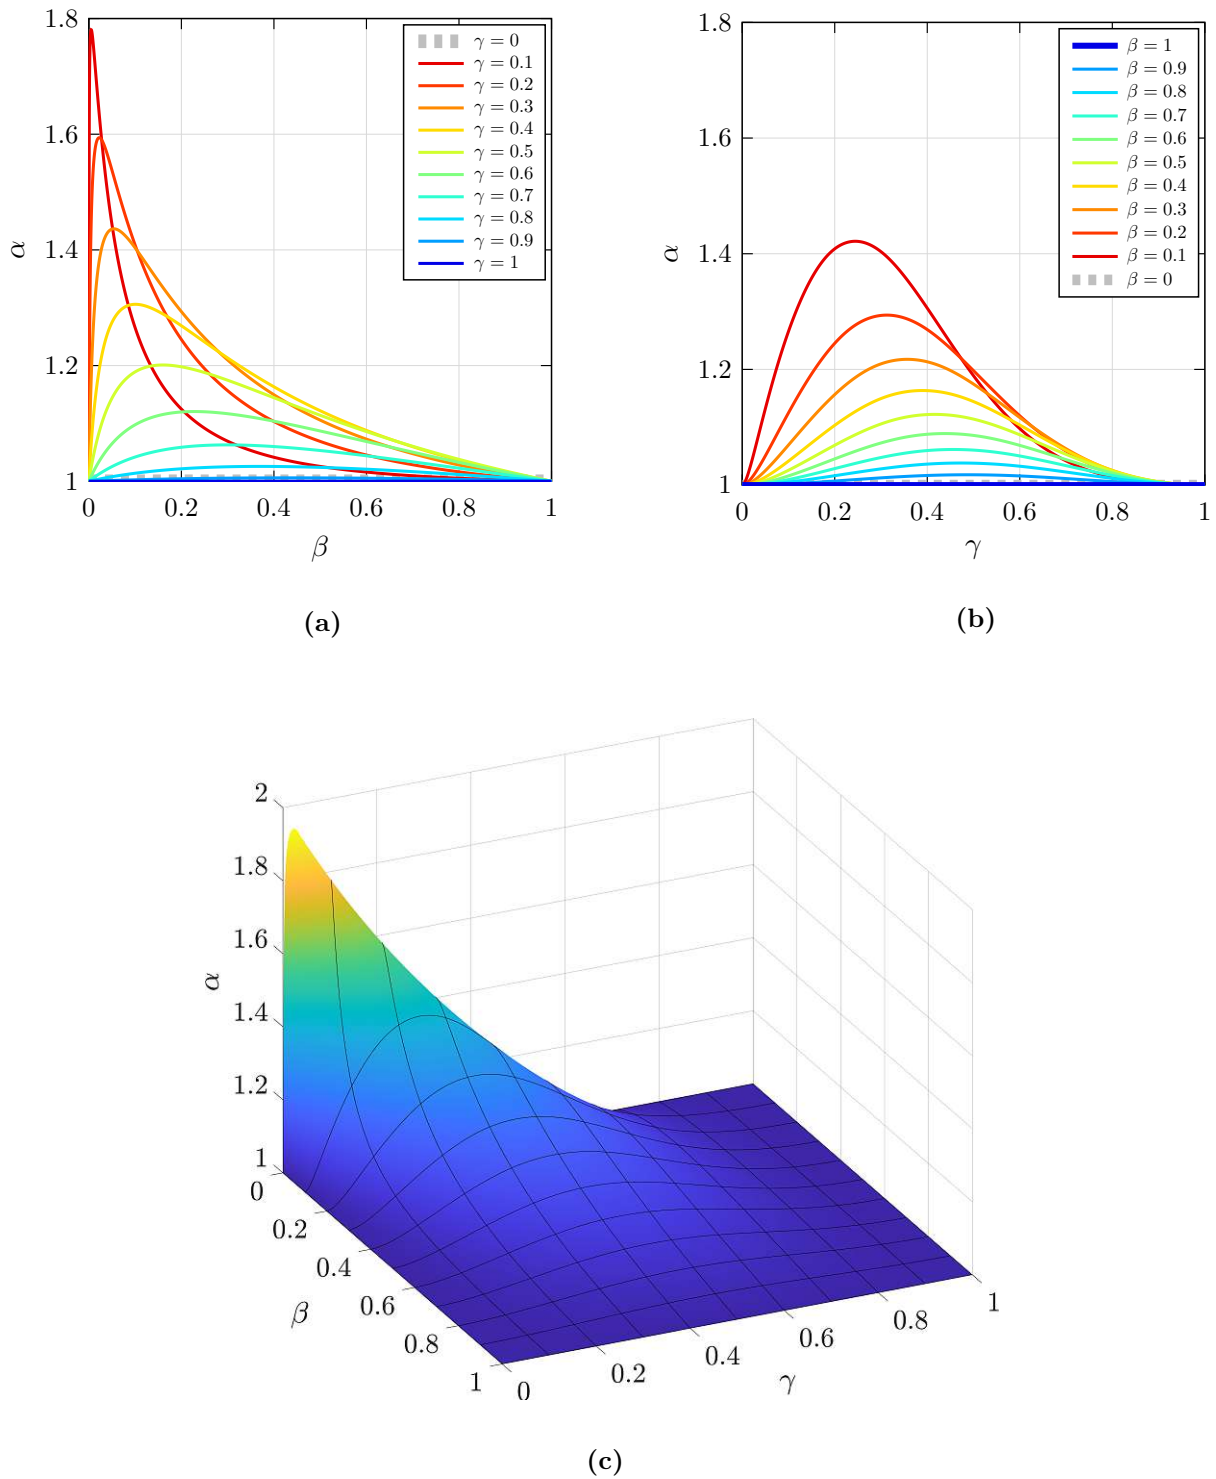 1.8
1.6
1.4
1.2
1
α
0 0.2 0.4 0.6 0.8 1
β
γ = 0
γ = 0.1
γ = 0.2
γ = 0.3
γ = 0.4
γ = 0.5
γ = 0.6
γ = 0.7
γ = 0.8
γ = 0.9
γ = 1
(a)
1.8
1.6
1.4
1.2
1
α
0 0.2 0.4 0.6 0.8 1
γ
β = 1
β = 0.9
β = 0.8
β = 0.7
β = 0.6
β = 0.5
β = 0.4
β = 0.3
β = 0.2
β = 0.1
β = 0
(b)
2
1.8
1.6
1.4
1.2
1
α
0
0.2
0.4
0.6
0.8
1
β
0
0.2
0.4
0.6
0.8
1
γ
(c)